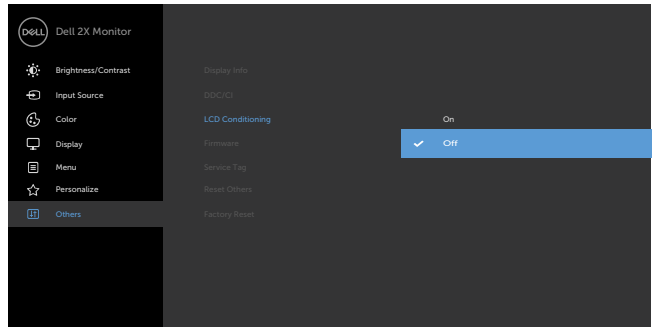 DELL Dell 2X Monitor
Brightness/Contrast
Input Source
Color
Display
Menu
Personalize
Others
Display Info
DDC/CI
LCD Conditioning
Firmware
Service Tag
Reset Others
Factory Reset
On
Off